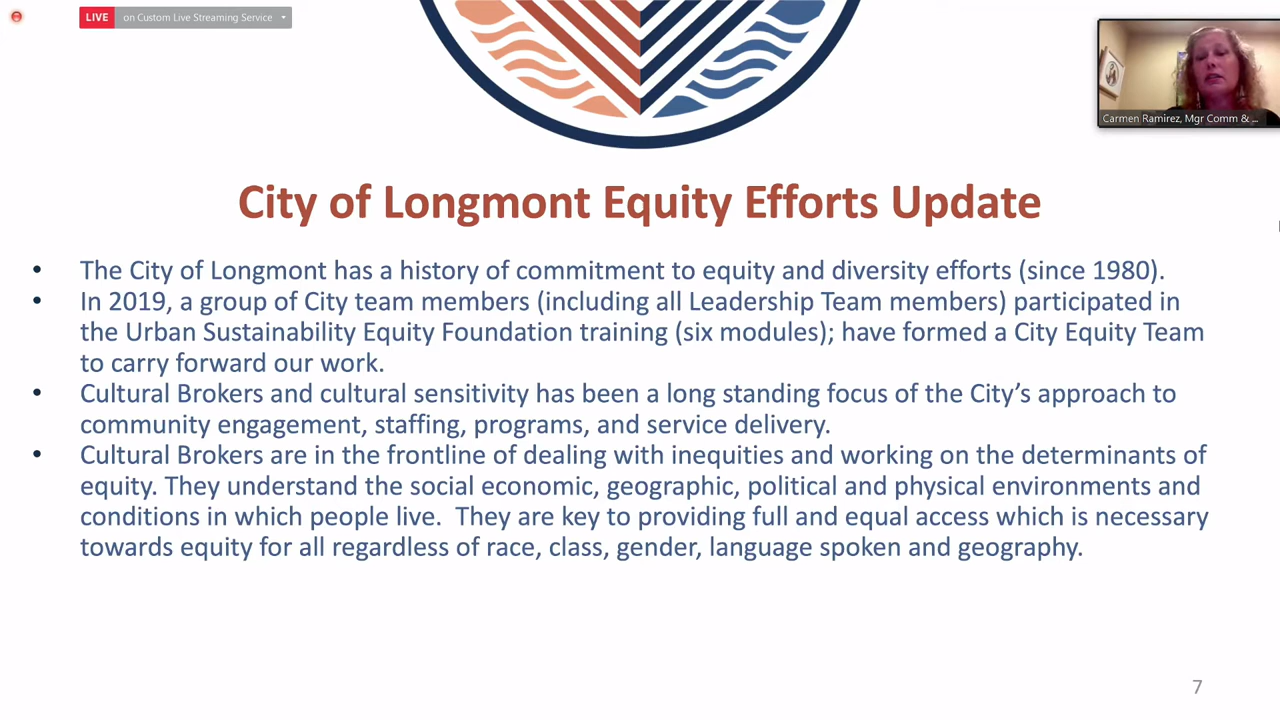 LIVE on Custom Live Streaming Service
Carmen Ramirez, Mgr Comm & ...
City of Longmont Equity Efforts Update
• The City of Longmont has a history of commitment to equity and diversity efforts (since 1980).
• In 2019, a group of City team members (including all Leadership Team members) participated in
the Urban Sustainability Equity Foundation training (six modules); have formed a City Equity Team
to carry forward our work.
• Cultural Brokers and cultural sensitivity has been a long standing focus of the City’s approach to
community engagement, staffing, programs, and service delivery.
• Cultural Brokers are in the frontline of dealing with inequities and working on the determinants of
equity. They understand the social economic, geographic, political and physical environments and
conditions in which people live.  They are key to providing full and equal access which is necessary
towards equity for all regardless of race, class, gender, language spoken and geography.
7